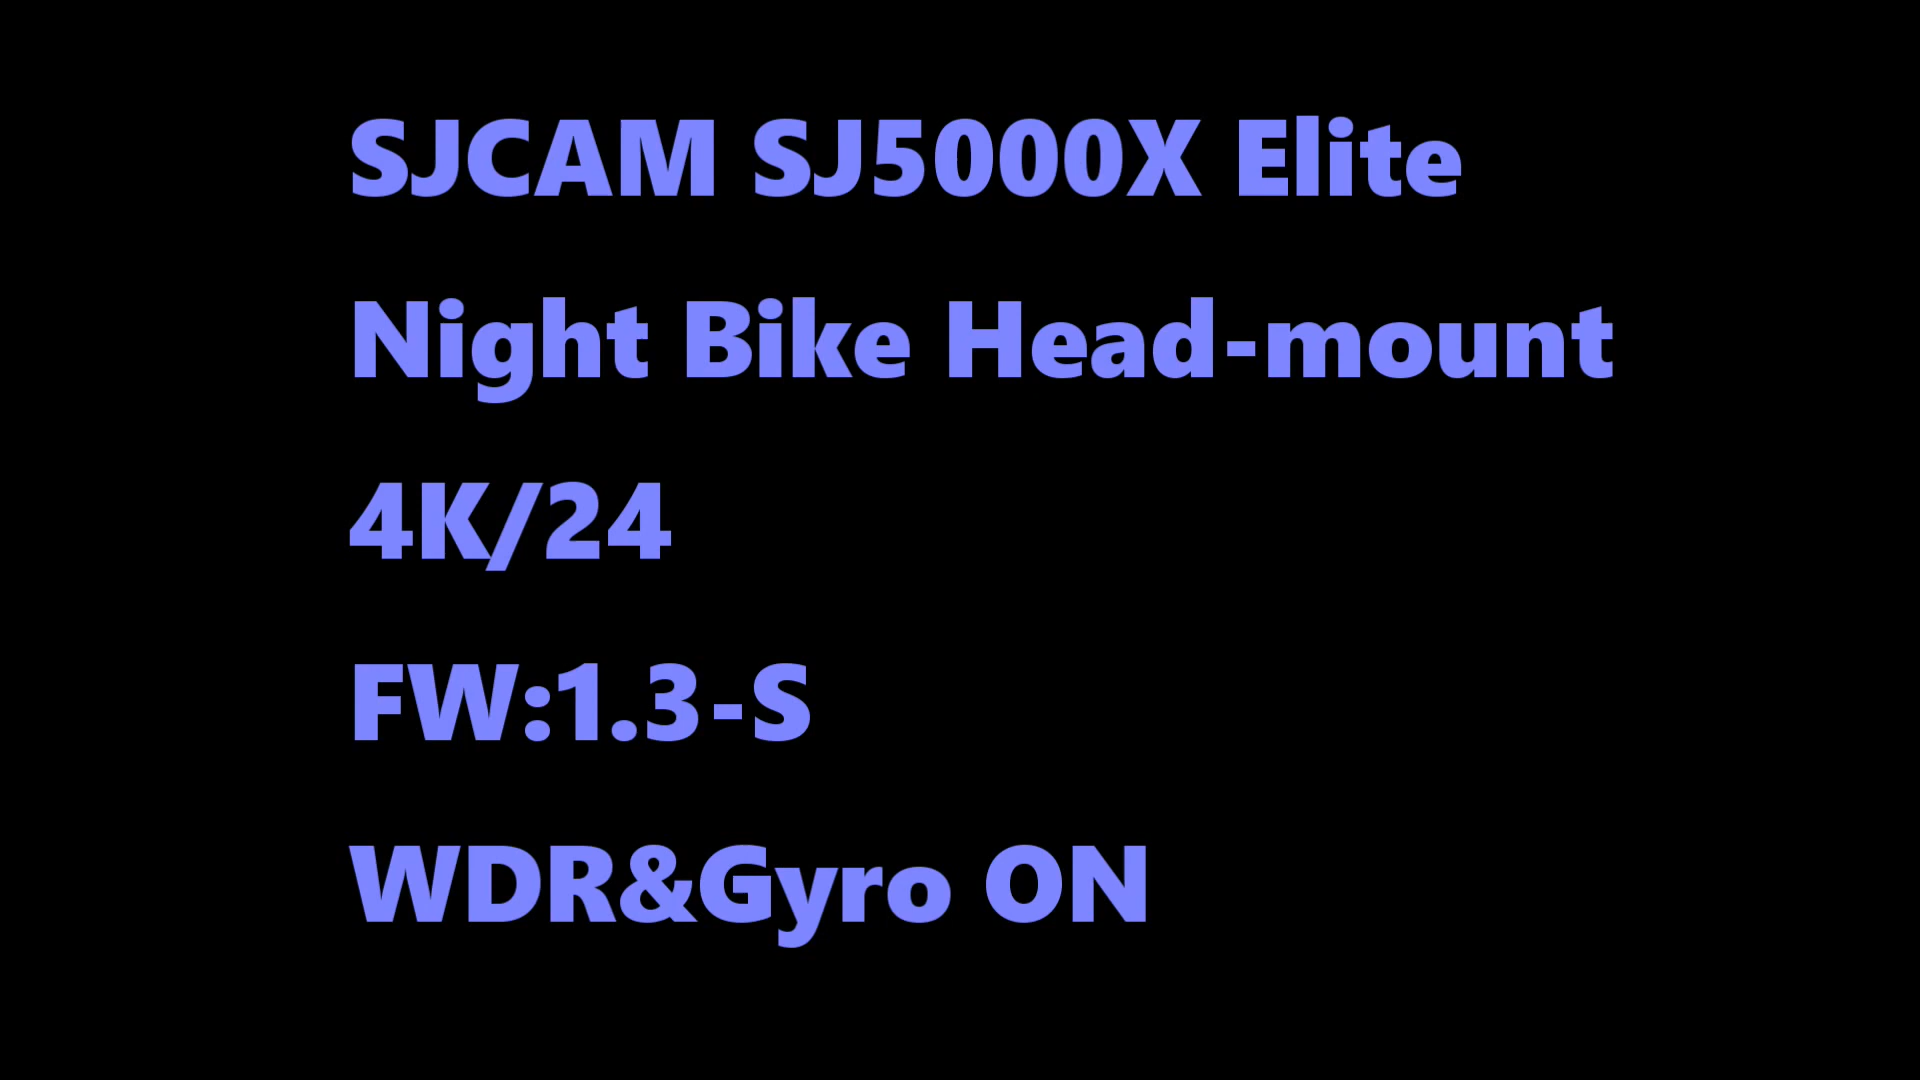 SJCAM SJ5000X Elite
Night Bike Head-mount
4K/24
FW:1.3-S
WDR&Gyro ON